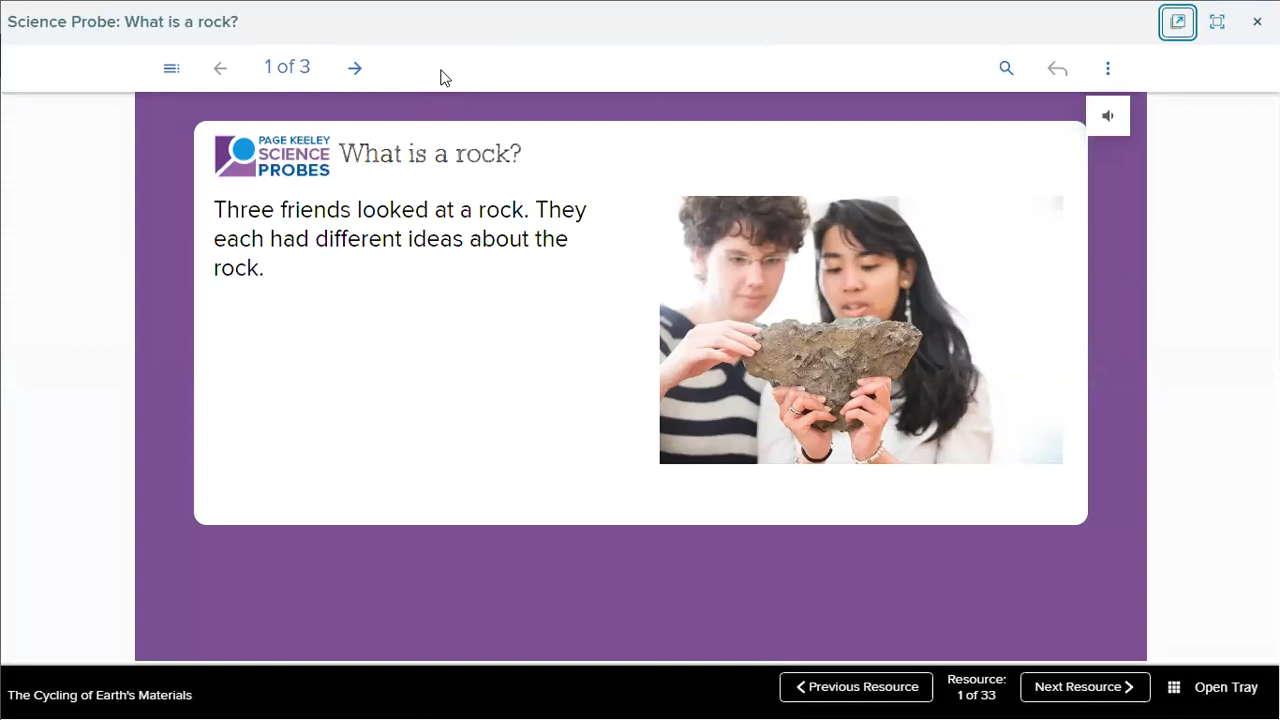 Science Probe: What is a rock?
1 of 3
PAGE KEELEY
SCIENCE
PROBES
What is a rock?
Three friends looked at a rock. They
each had different ideas about the
rock.
The Cycling of Earth's Materials
Previous Resource
Resource:
1 of 33
Next Resource
Open Tray